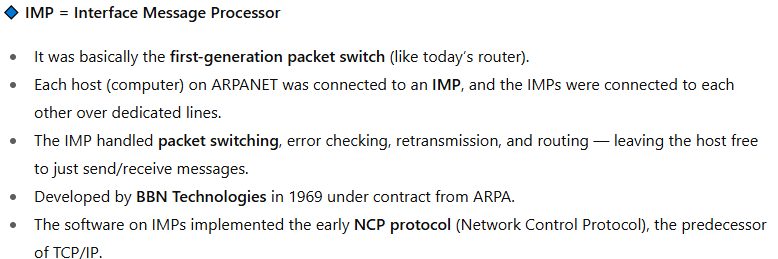 🔷 IMP = Interface Message Processor
• It was basically the first-generation packet switch (like today’s router).
• Each host (computer) on ARPANET was connected to an IMP, and the IMPs were connected to each
other over dedicated lines.
• The IMP handled packet switching, error checking, retransmission, and routing — leaving the host free
to just send/receive messages.
• Developed by BBN Technologies in 1969 under contract from ARPA.
• The software on IMPs implemented the early NCP protocol (Network Control Protocol), the predecessor
of TCP/IP.